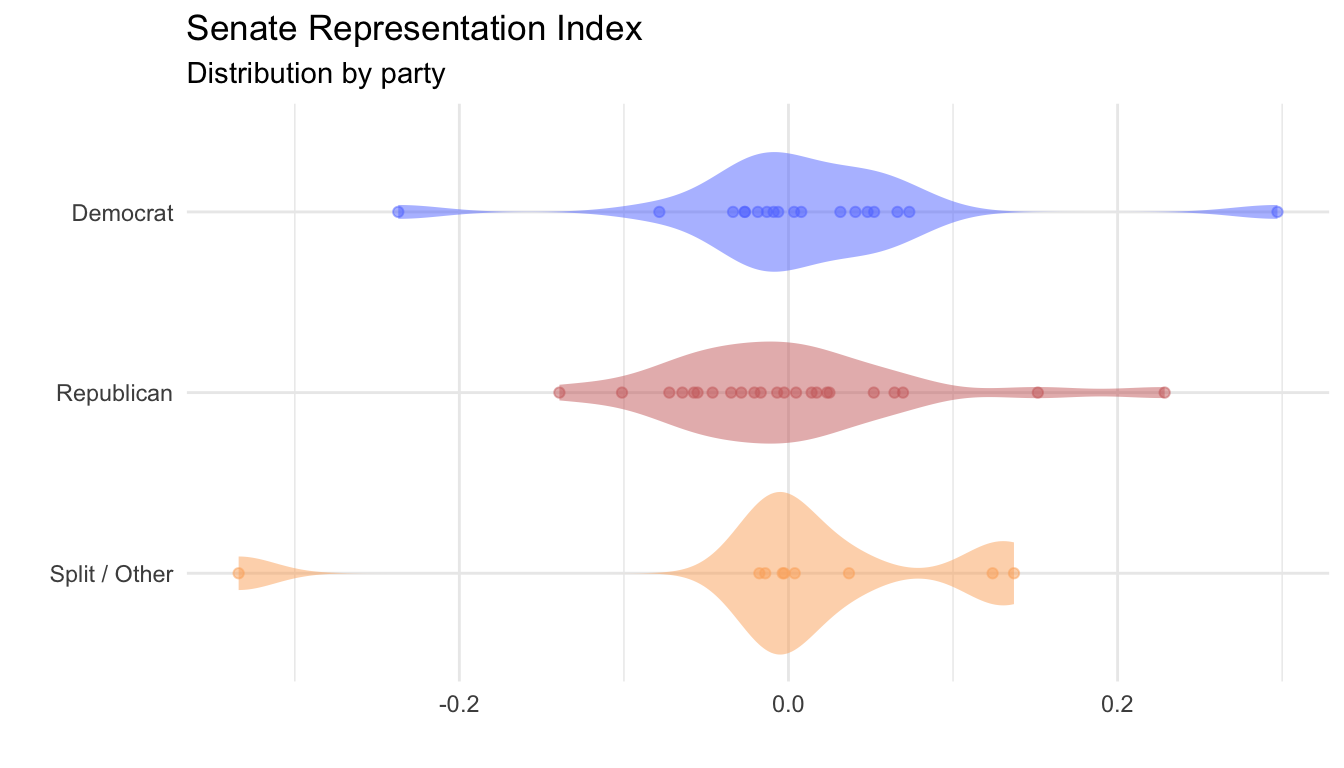 Senate Representation Index
Distribution by party
Democrat
Republican
Split / Other
-0.2 0.0 0.2